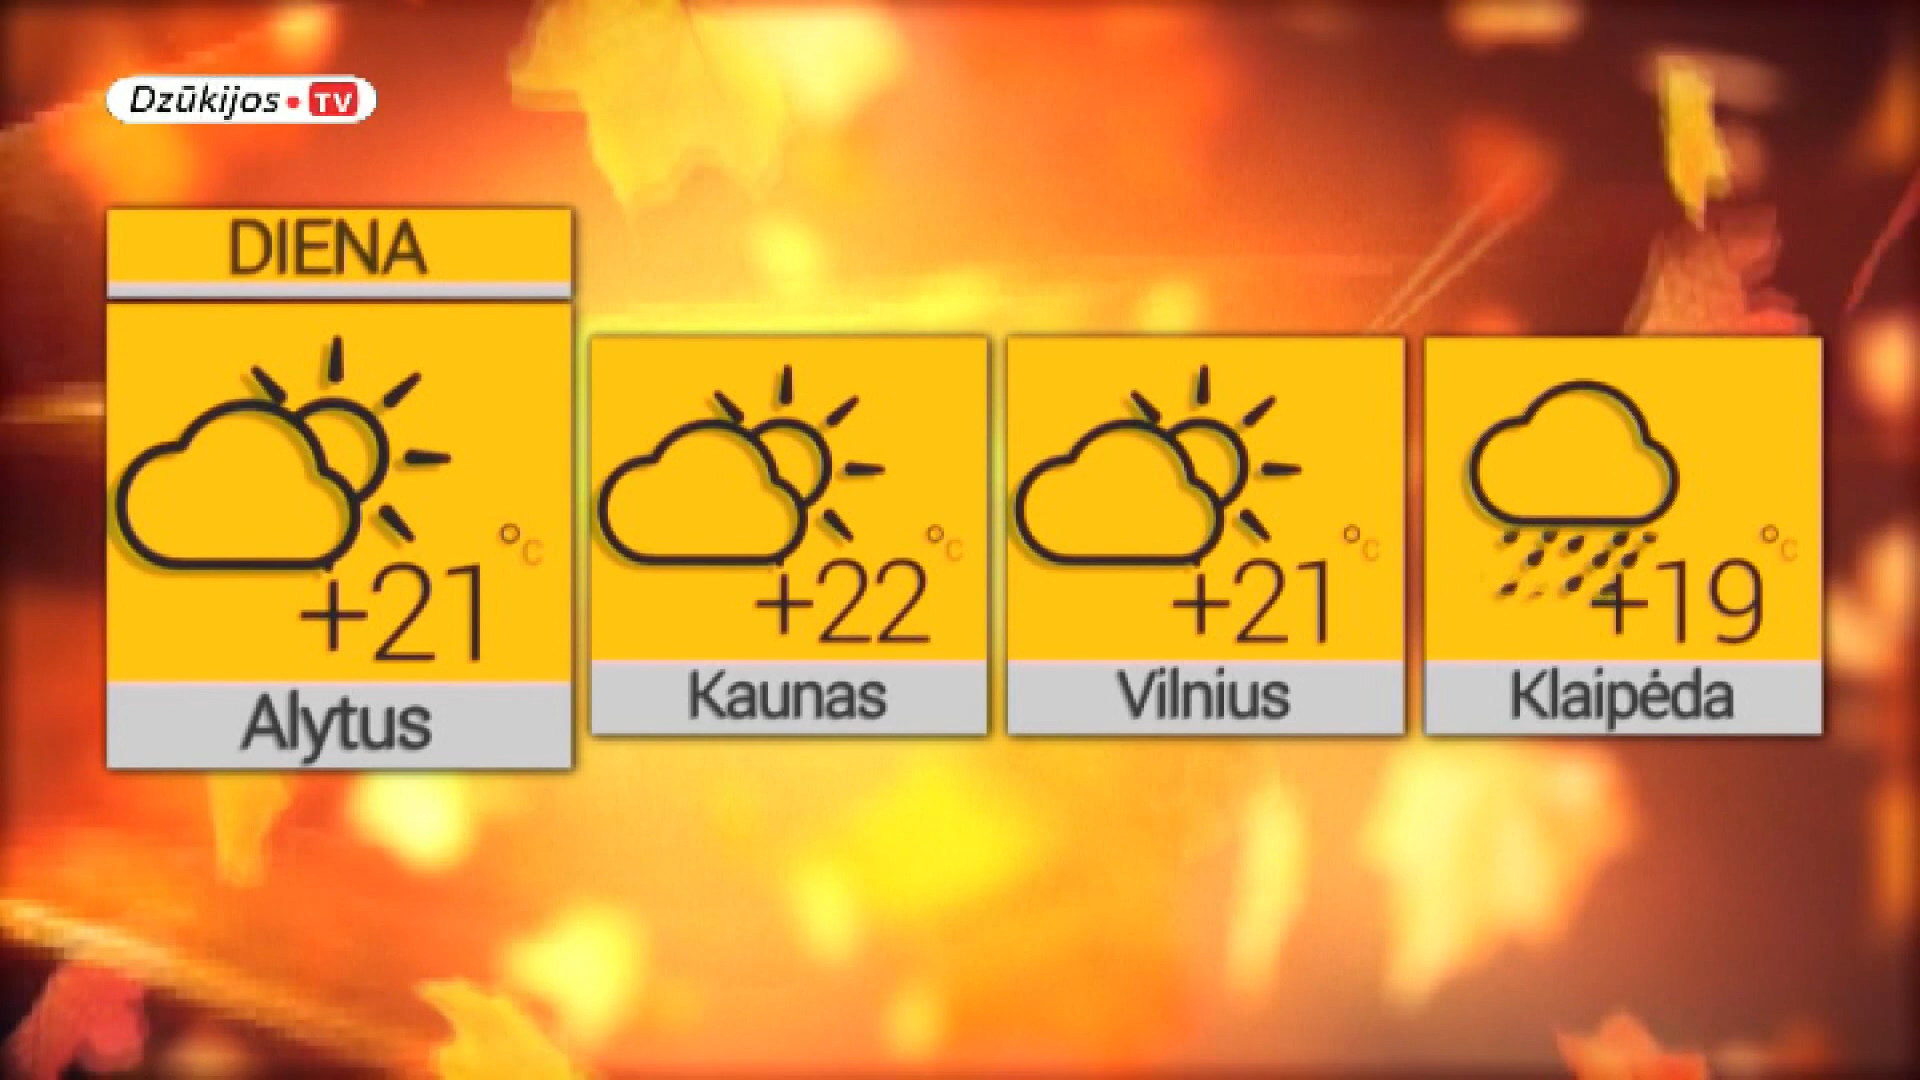 Dzūkijos TV
DIENA
+21 °C
Alytus
+22 °C
Kaunas
+21 °C
Vilnius
+19 °C
Klaipėda